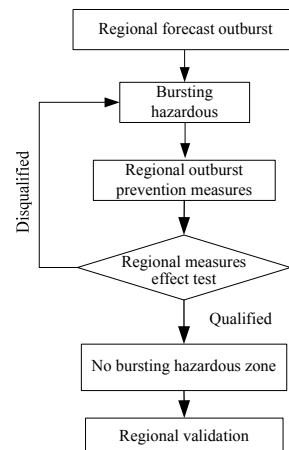 Regional forecast outburst
Bursting
hazardous
Regional outburst
prevention measures
Disqualified
Regional measures
effect test
Qualified
No bursting hazardous zone
Regional validation